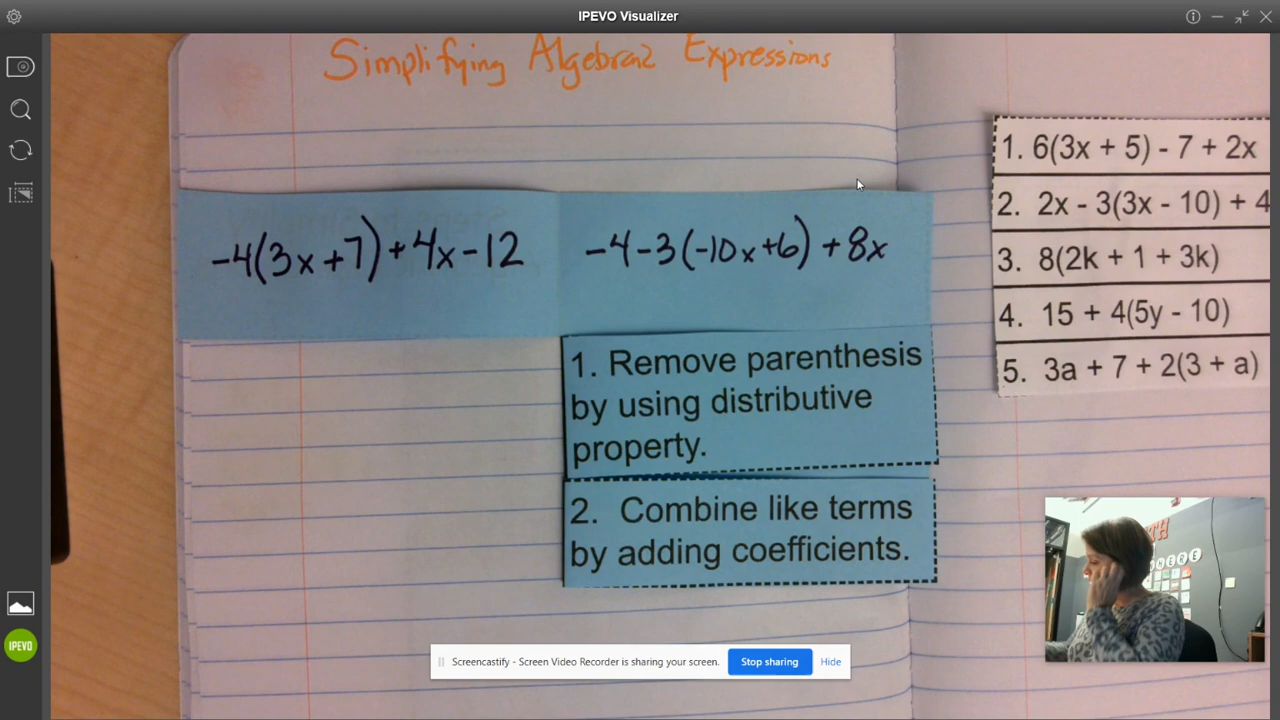 IPEVO Visualizer
Simplifying Algebraic Expressions
-4(3x+7)+4x-12
-4-3(-10x+6)+8x
1. Remove parenthesis
by using distributive
property.
2. Combine like terms
by adding coefficients.
1. 6(3x + 5) - 7 + 2x
2. 2x - 3(3x - 10) + 4
3. 8(2k + 1 + 3k)
4. 15 + 4(5y - 10)
5. 3a + 7 + 2(3 + a)
IPEVO
Screencastify - Screen Video Recorder is sharing your screen.
Stop sharing
Hide